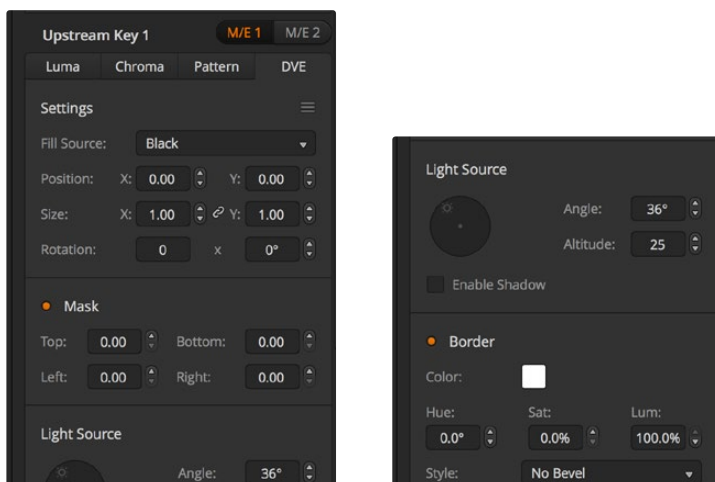 Upstream Key 1 M/E 1 M/E 2
Luma Chroma Pattern DVE
Settings
Fill Source: Black
Position: X: 0.00 Y: 0.00
Size: X: 1.00 Y: 1.00
Rotation: 0 x 0°
Mask
Top: 0.00 Bottom: 0.00
Left: 0.00 Right: 0.00
Light Source
Angle: 36°
Light Source
Angle: 36°
Altitude: 25
Enable Shadow
Border
Color:
Hue: Sat: Lum:
0.0° 0.0% 100.0%
Style: No Bevel